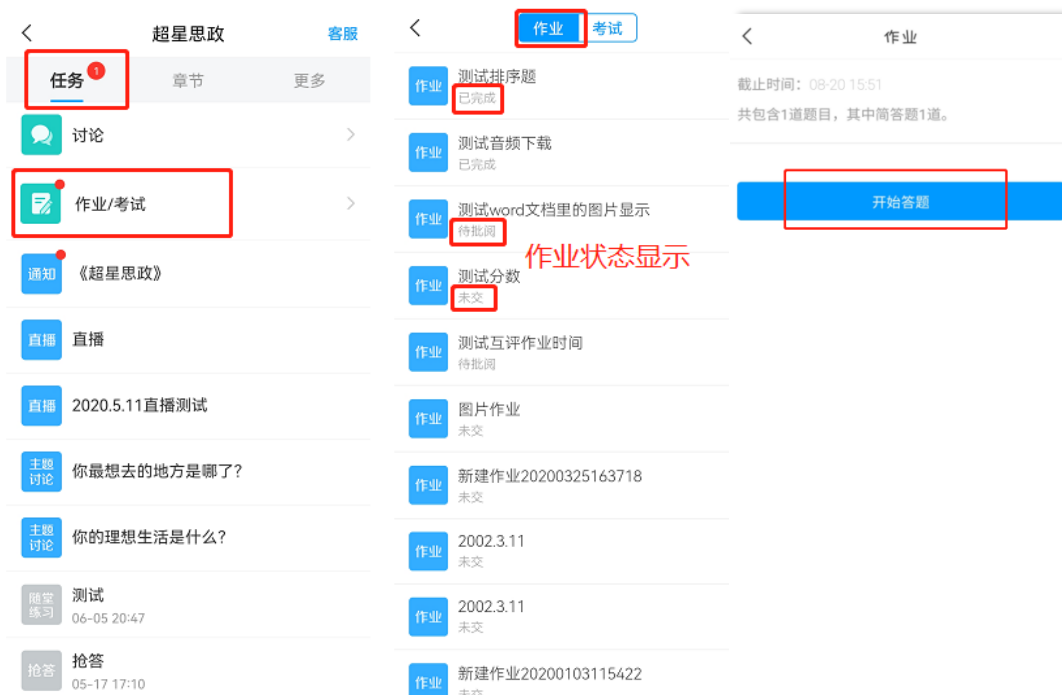 超星思政
客服
任务
1
章节
更多
讨论
作业/考试
通知
《超星思政》
直播
直播
直播
2020.5.11直播测试
主题
讨论
你最想去的地方是哪了?
主题
讨论
你的理想生活是什么?
随堂
练习
测试
06-05 20:47
抢答
抢答
05-17 17:10
作业
考试
作业
测试排序题
已完成
作业
测试音频下载
已完成
作业
测试word文档里的图片显示
待批阅
作业状态显示
作业
测试分数
未交
作业
测试互评作业时间
待批阅
作业
图片作业
未交
作业
新建作业20200325163718
未交
作业
2002.3.11
未交
作业
2002.3.11
未交
作业
新建作业20200103115422
未交
作业
截止时间：08-20 15:51
共包含1道题目，其中简答题1道。
开始答题